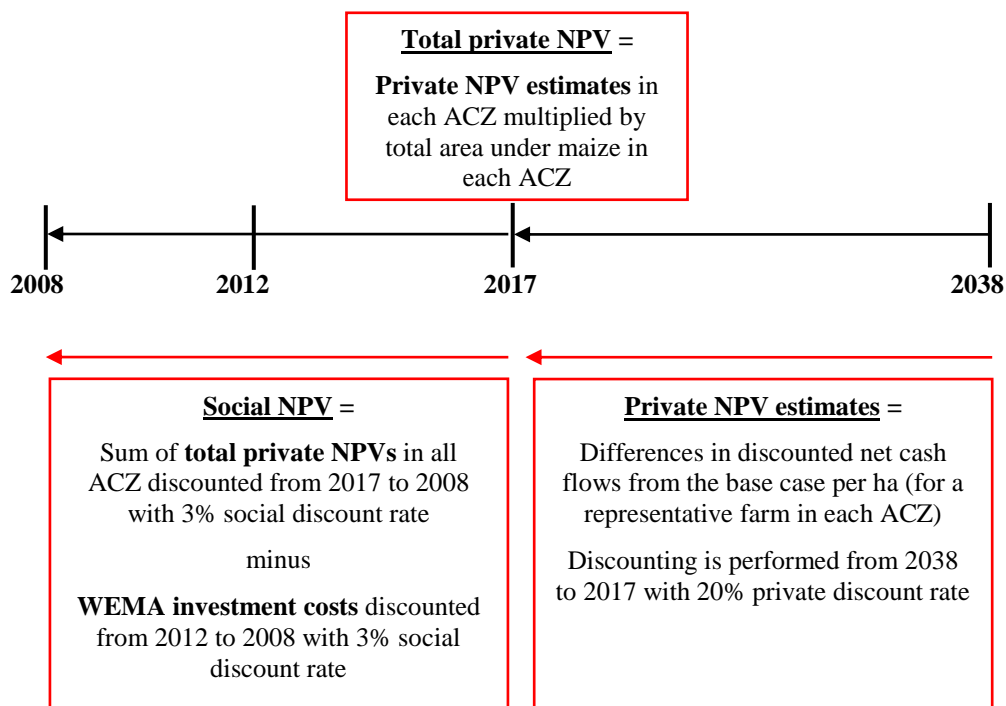 Total private NPV =
Private NPV estimates in
each ACZ multiplied by
total area under maize in
each ACZ
2008
2012
2017
2038
Social NPV =
Sum of total private NPVs in all
ACZ discounted from 2017 to 2008
with 3% social discount rate
minus
WEMA investment costs discounted
from 2012 to 2008 with 3% social
discount rate
Private NPV estimates =
Differences in discounted net cash
flows from the base case per ha (for a
representative farm in each ACZ)
Discounting is performed from 2038
to 2017 with 20% private discount rate